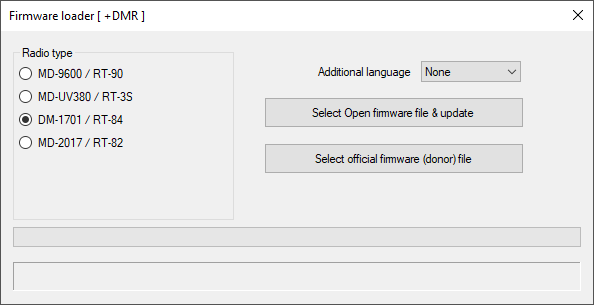 Firmware loader [ +DMR ]
Radio type
MD-9600 / RT-90
MD-UV380 / RT-3S
DM-1701 / RT-84
MD-2017 / RT-82
Additional language
None
Select Open firmware file & update
Select official firmware (donor) file